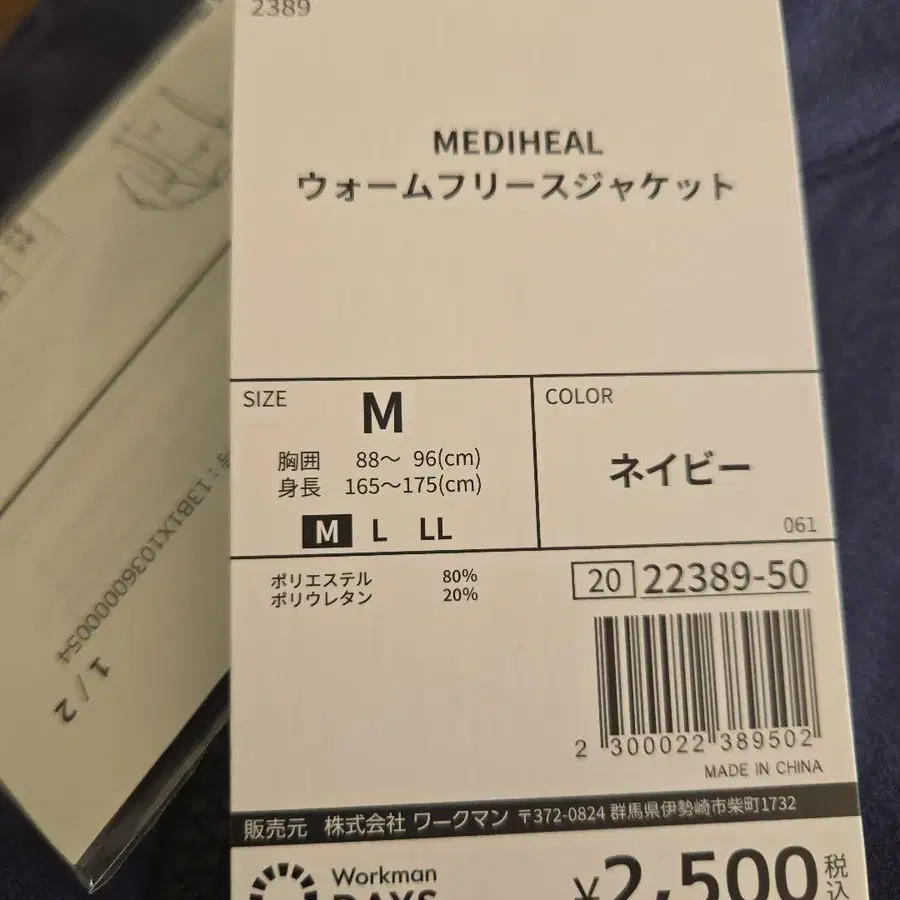 2389
MEDIHEAL
ウォームフリースジャケット
SIZE
M
胸囲 88～ 96(cm)
身長 165～175(cm)
M L LL
COLOR
ネイビー
061
ポリエステル 80%
ポリウレタン 20%
20 22389-50
2 300022 389502
MADE IN CHINA
販売元 株式会社 ワークマン 〒372-0824 群馬県伊勢崎市柴町1732
Workman
DAYS
¥2,500 税込
号：13B1X10360000054
1/2